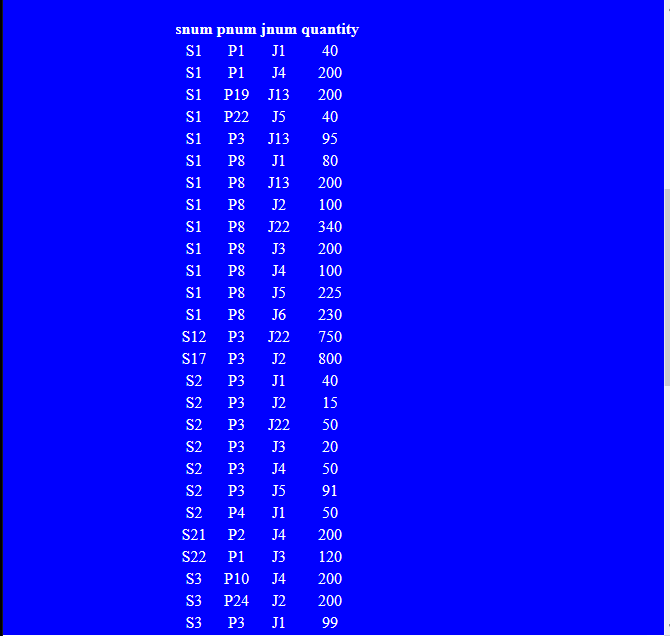 snum pnum jnum quantity
S1 P1 J1 40
S1 P1 J4 200
S1 P19 J13 200
S1 P22 J5 40
S1 P3 J13 95
S1 P8 J1 80
S1 P8 J13 200
S1 P8 J2 100
S1 P8 J22 340
S1 P8 J3 200
S1 P8 J4 100
S1 P8 J5 225
S1 P8 J6 230
S12 P3 J22 750
S17 P3 J2 800
S2 P3 J1 40
S2 P3 J2 15
S2 P3 J22 50
S2 P3 J3 20
S2 P3 J4 50
S2 P3 J5 91
S2 P4 J1 50
S21 P2 J4 200
S22 P1 J3 120
S3 P10 J4 200
S3 P24 J2 200
S3 P3 J1 99